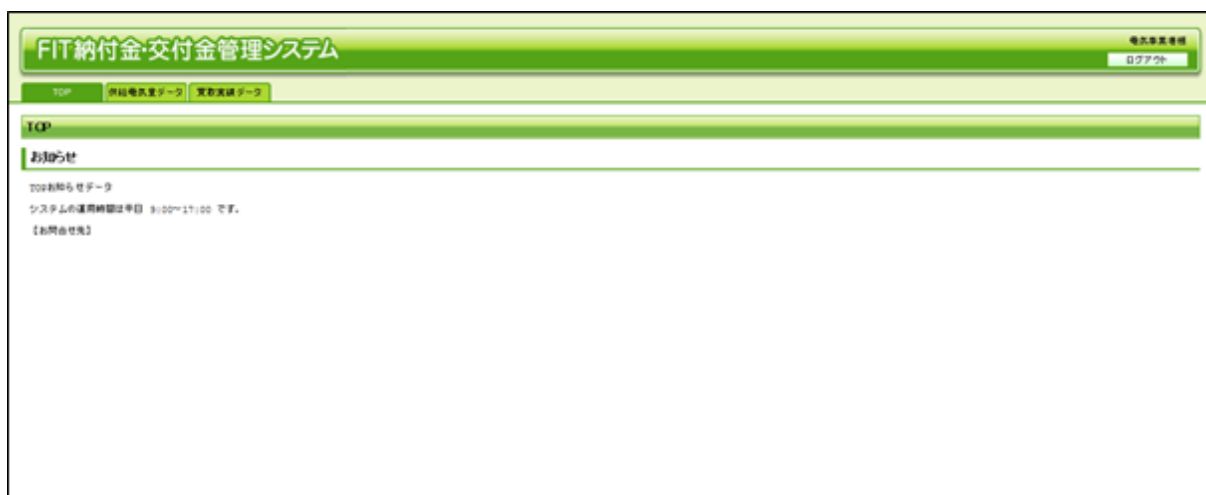 FIT納付金・交付金管理システム
電気事業者様
ログアウト
TOP 供給電気量データ 買取実績データ
TOP
お知らせ
TOPお知らせデータ
システムの運用時間は平日 9:00～17:00 です。
【お問合せ先】